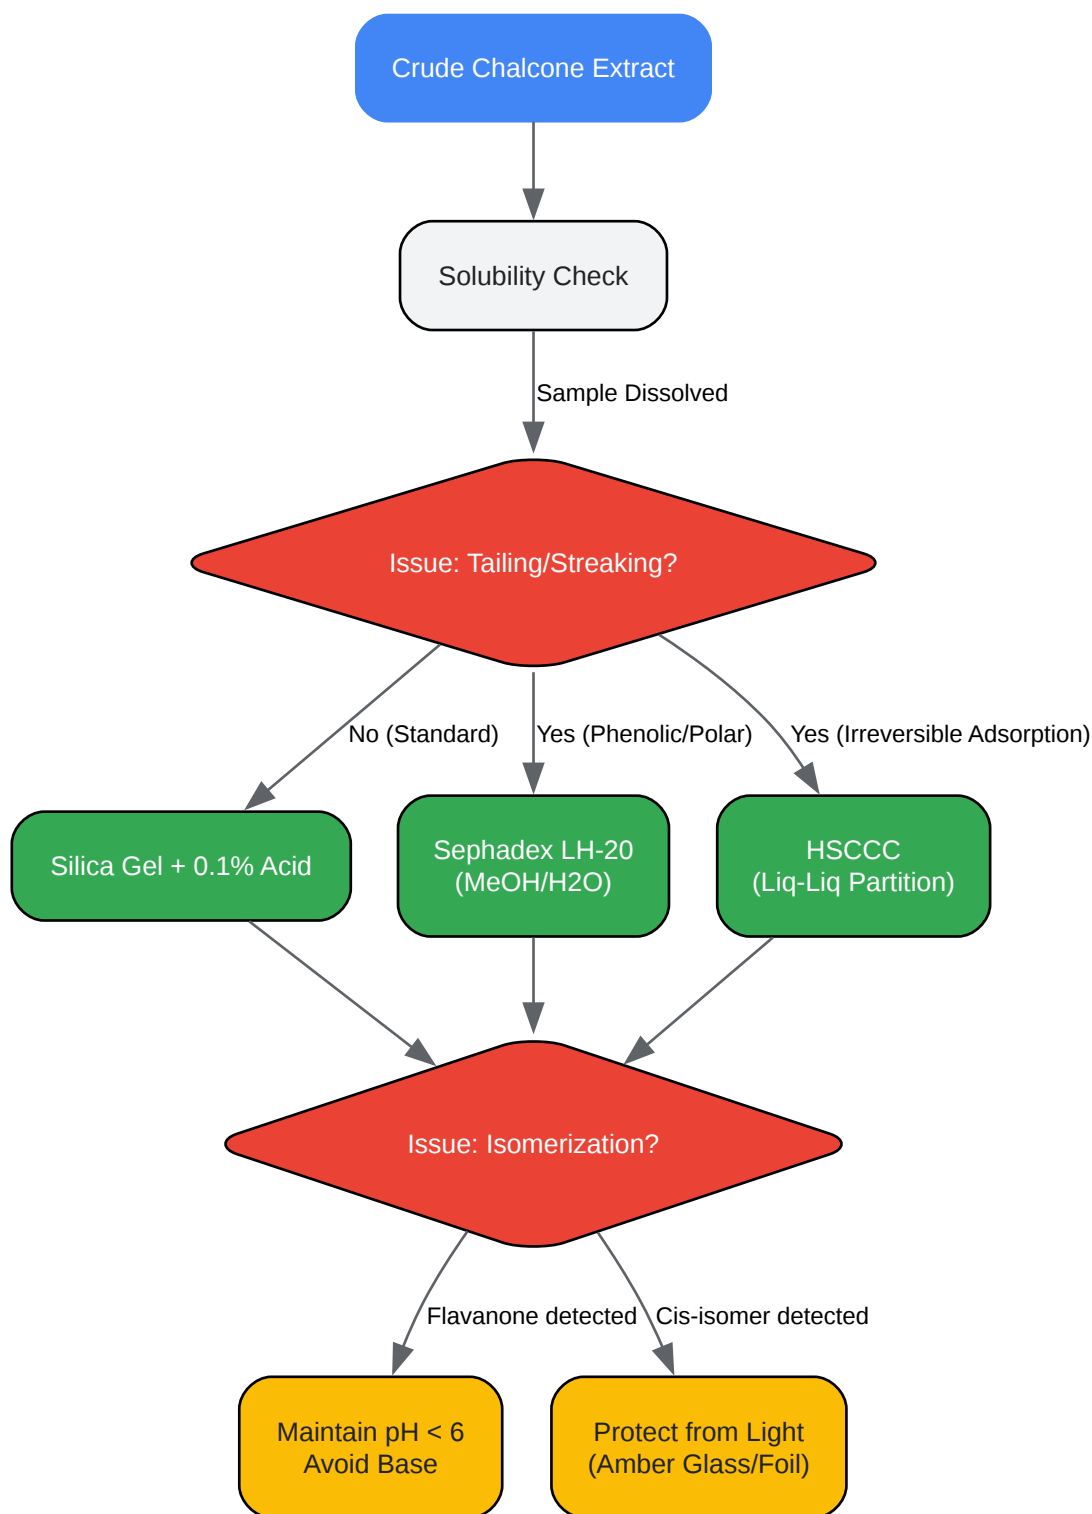 Crude Chalcone Extract
Solubility Check
Sample Dissolved
Issue: Tailing/Streaking?
No (Standard)
Yes (Phenolic/Polar)
Yes (Irreversible Adsorption)
Silica Gel + 0.1% Acid
Sephadex LH-20
(MeOH/H2O)
HSCCC
(Liq-Liq Partition)
Issue: Isomerization?
Flavanone detected
Cis-isomer detected
Maintain pH < 6
Avoid Base
Protect from Light
(Amber Glass/Foil)